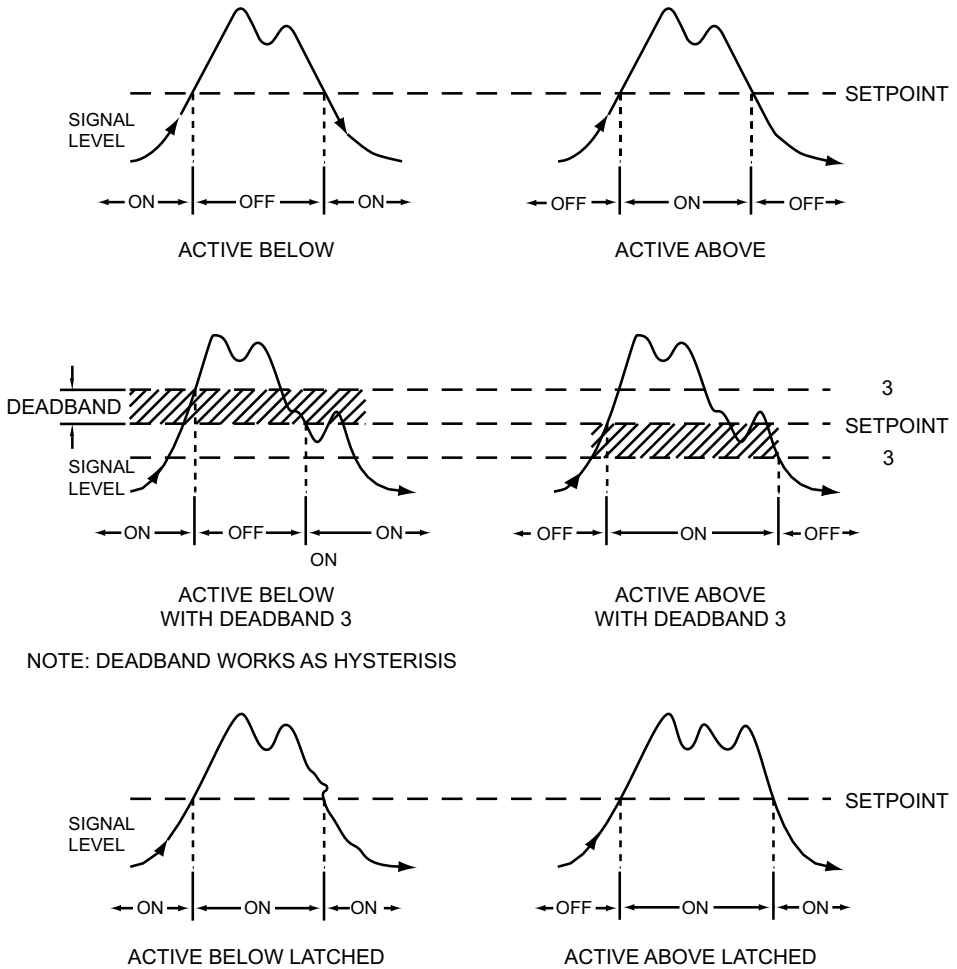 SETPOINT
SIGNAL
LEVEL
ON OFF ON
OFF ON OFF
ACTIVE BELOW
ACTIVE ABOVE
3
DEADBAND
SETPOINT
SIGNAL
LEVEL
3
ON OFF ON
OFF ON OFF
ON
ACTIVE BELOW
WITH DEADBAND 3
ACTIVE ABOVE
WITH DEADBAND 3
NOTE: DEADBAND WORKS AS HYSTERISIS
SETPOINT
SIGNAL
LEVEL
ON ON ON
OFF ON ON
ACTIVE BELOW LATCHED
ACTIVE ABOVE LATCHED